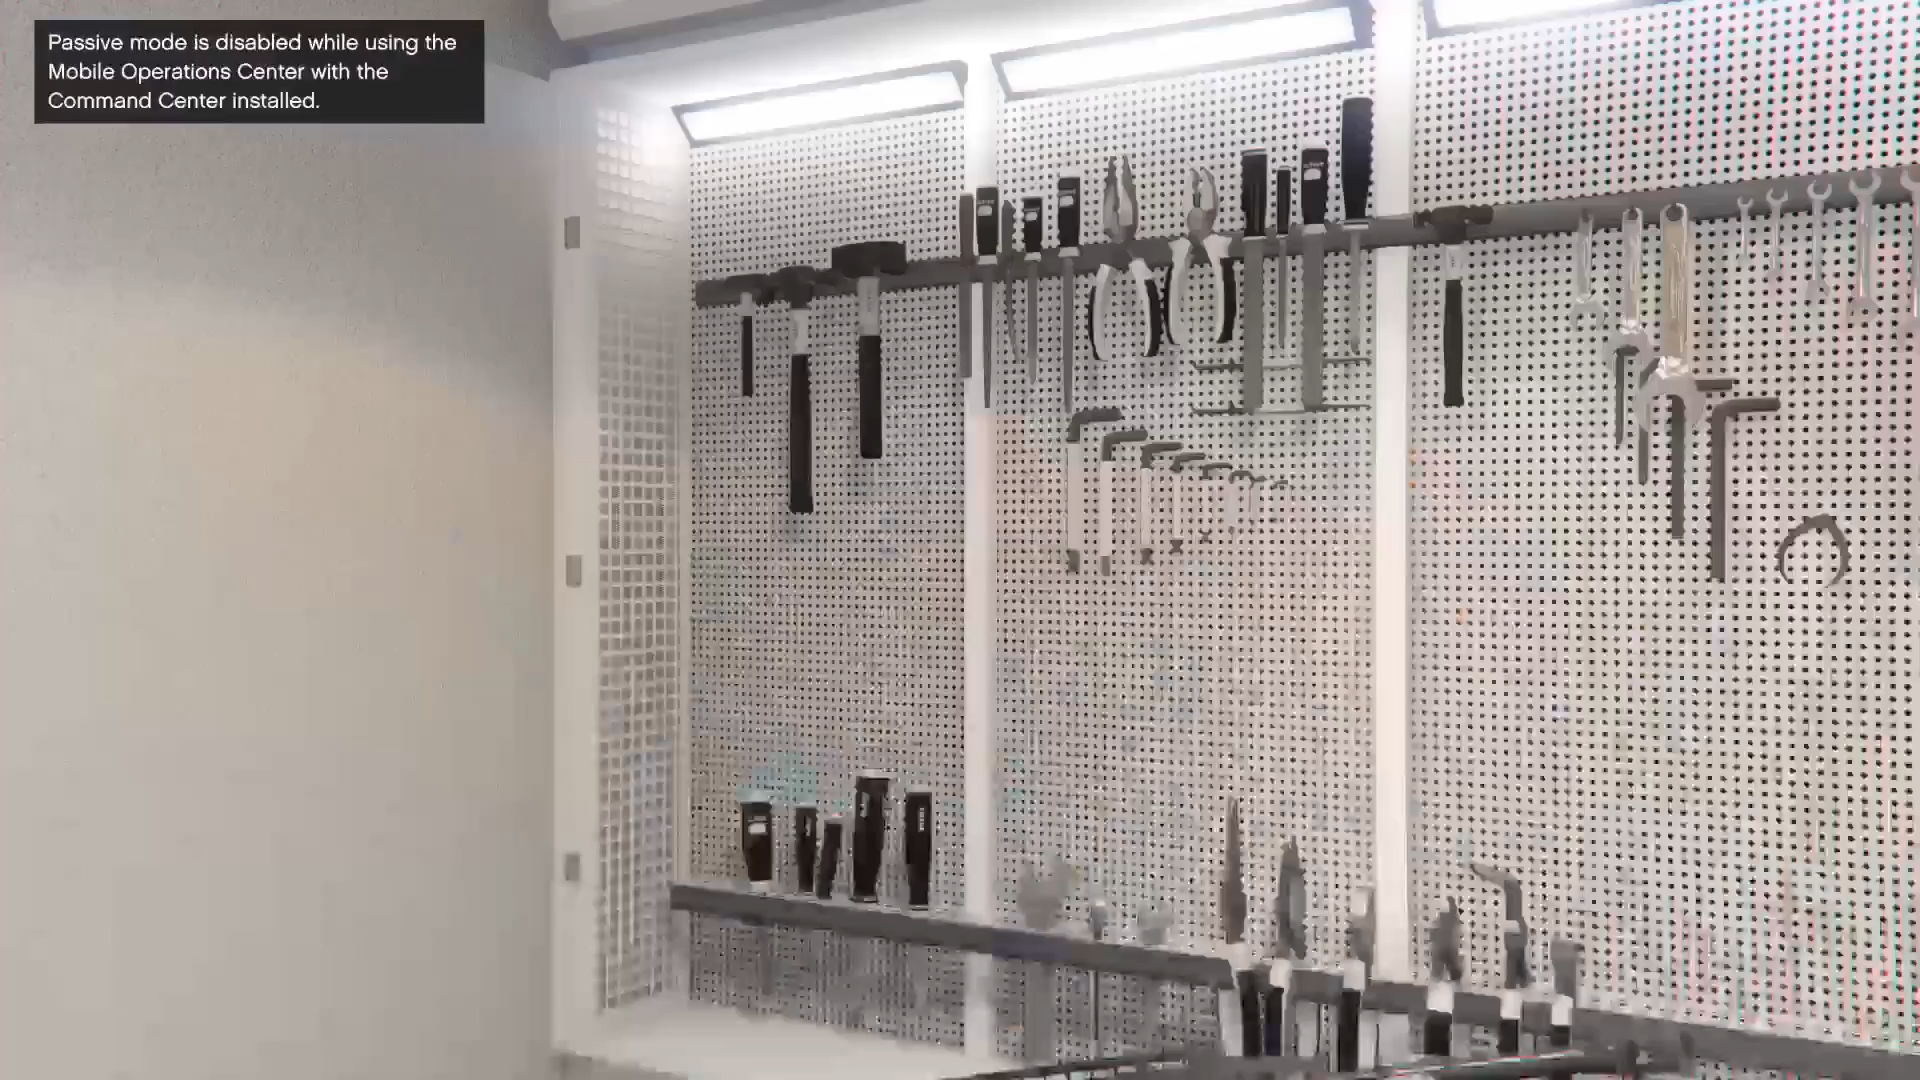 Passive mode is disabled while using the
Mobile Operations Center with the
Command Center installed.